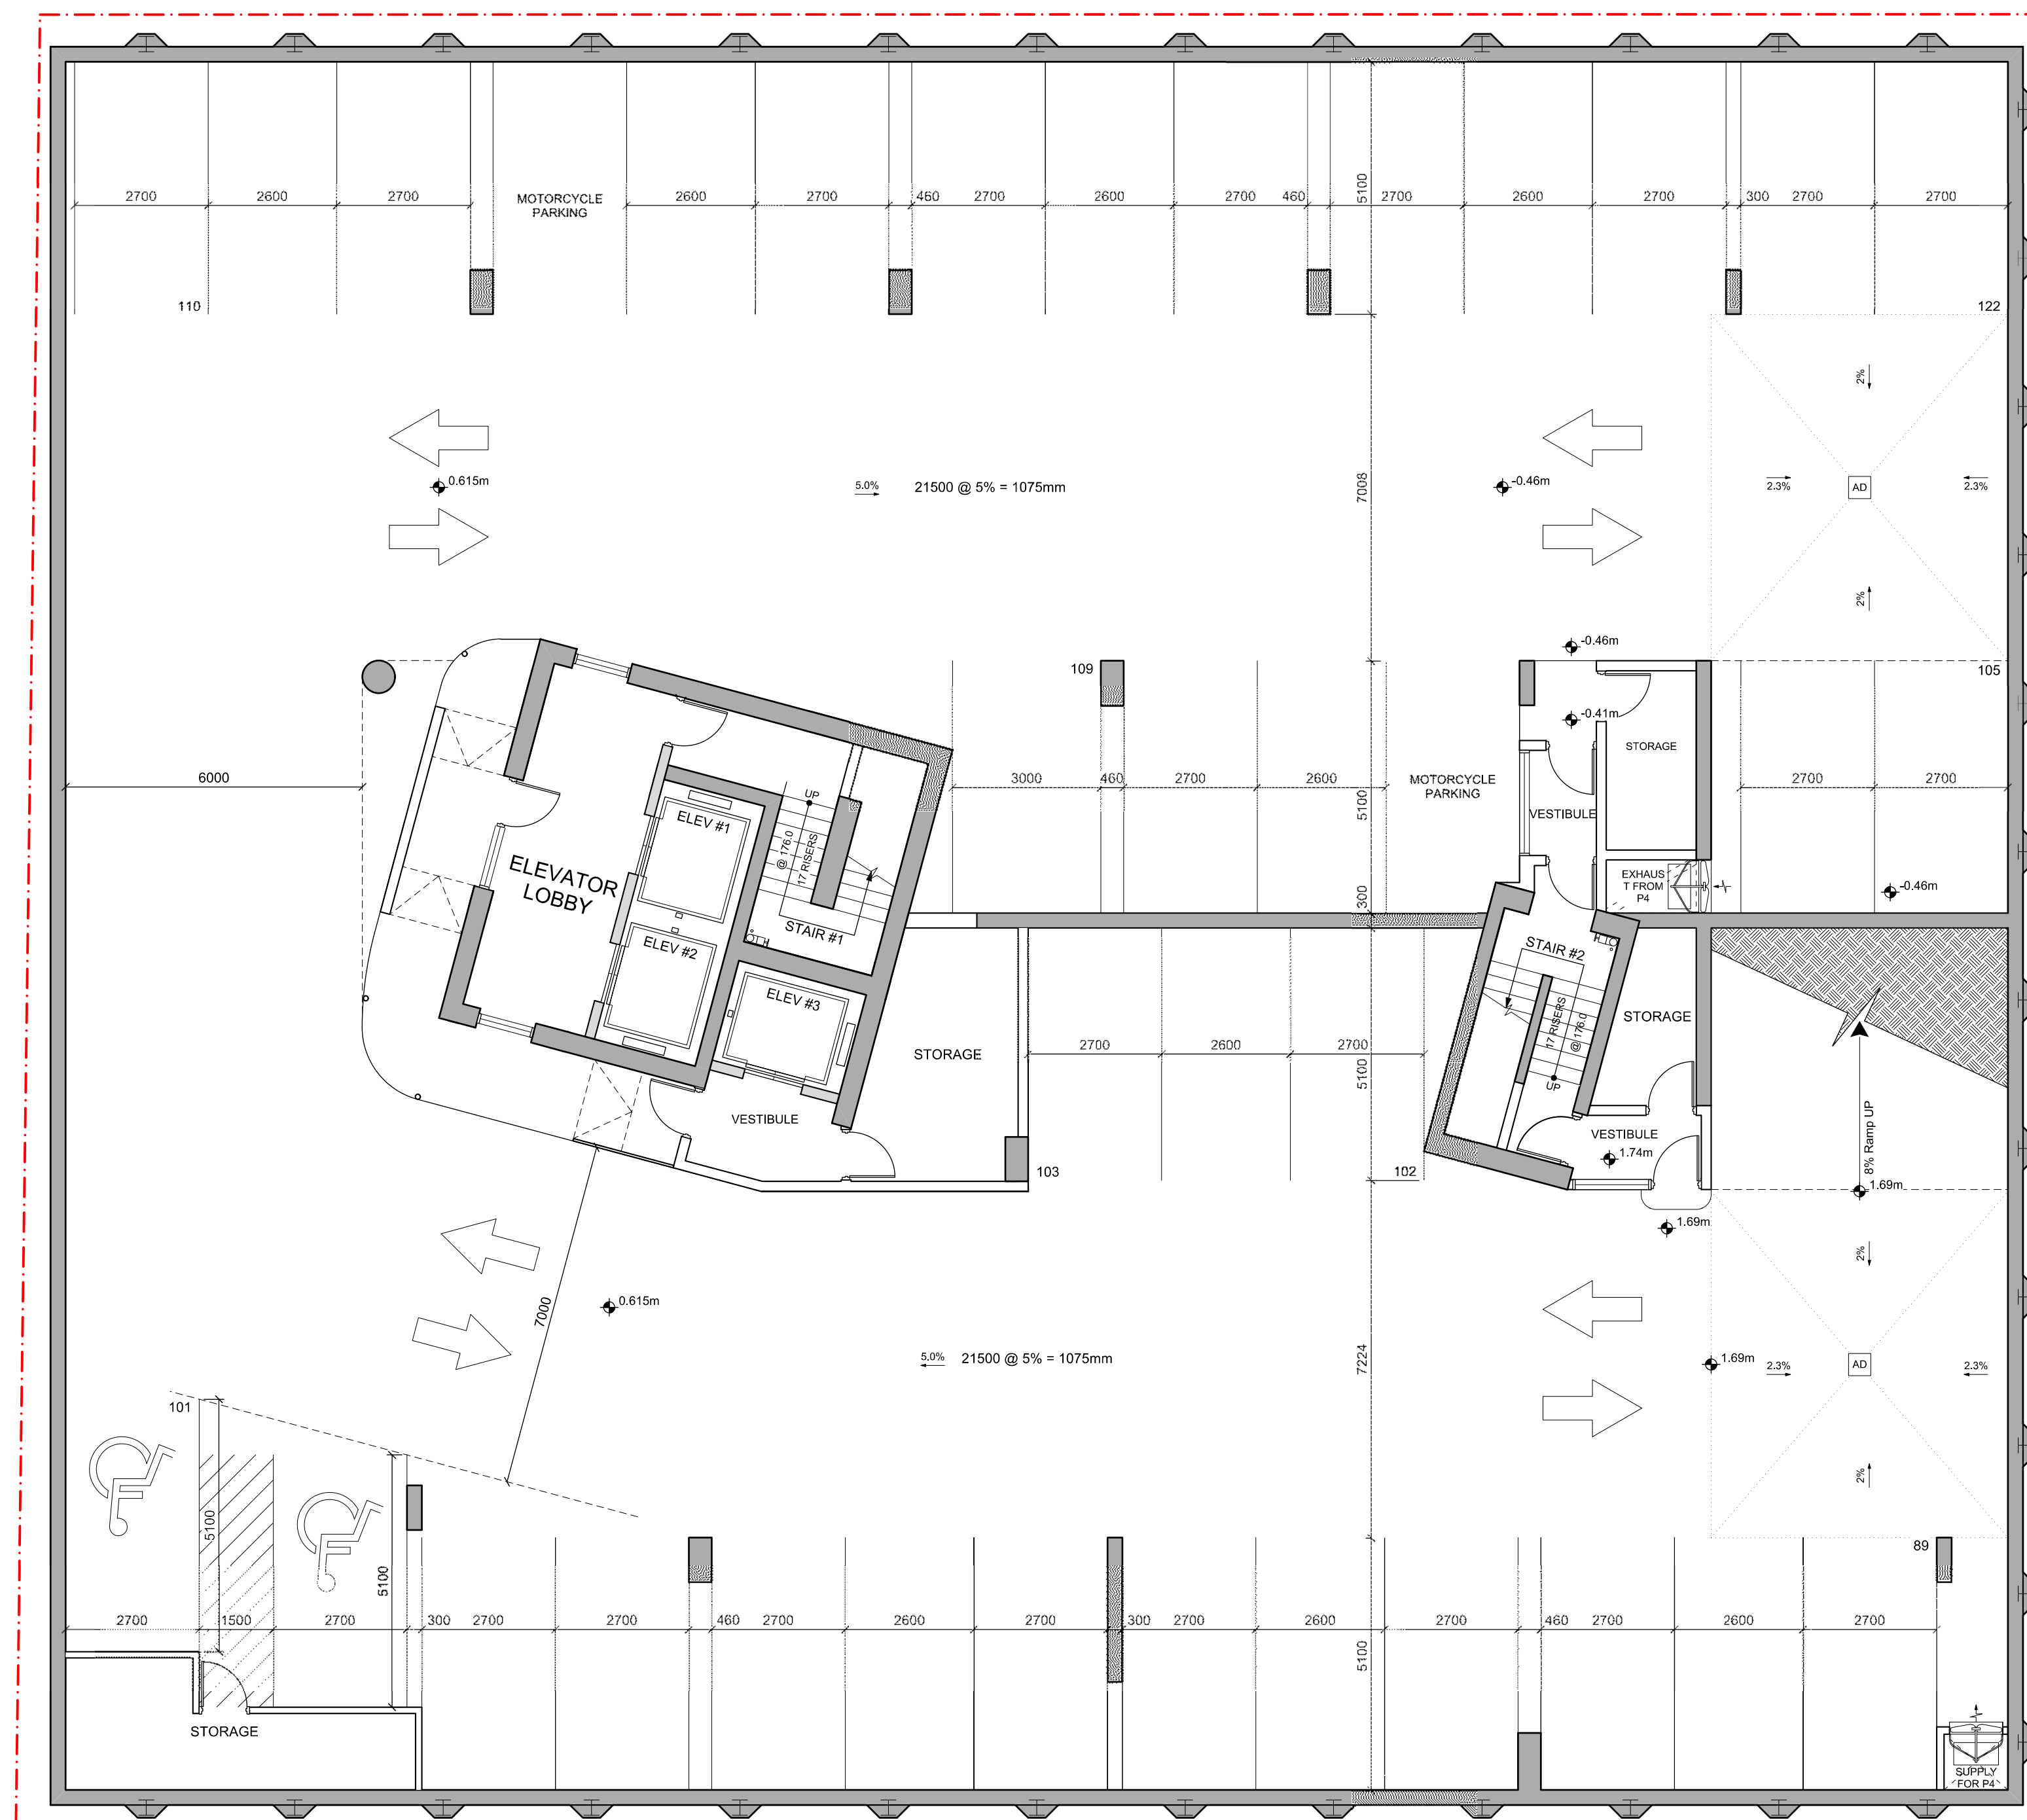 2700 2600 2700 MOTORCYCLE 2600 2700 460 2700 2600 2700 460 2700 2600 2700 300 2700 2700
PARKING
5100
110
122
2%
0.615m
5.0%
21500 @ 5% = 1075mm
-0.46m
2.3%
AD
2.3%
7008
2%
-0.46m
109
105
-0.41m
STORAGE
6000
3000 460 2700 2600
MOTORCYCLE
PARKING
2700 2700
5100
VESTIBULE
UP
ELEV #1
@ 176.0
17 RISERS
ELEVATOR
LOBBY
EXHAUS
T FROM
P4
-0.46m
300
STAIR #1
ELEV #2
STAIR #2
ELEV #3
STORAGE
17 RISERS
@ 176.0
UP
STORAGE
2700 2600 2700
5100
VESTIBULE
VESTIBULE
1.74m
8% Ramp UP
103
102
1.69m
1.69m
2%
0.615m
7000
5.0%
21500 @ 5% = 1075mm
7224
1.69m
2.3%
AD
2.3%
101
2%
5100
5100
89
2700 1500 2700 300 2700 2700 460 2700 2600 2700 300 2700 2600 2700 460 2700 2600 2700
5100
STORAGE
SUPPLY
FOR P4